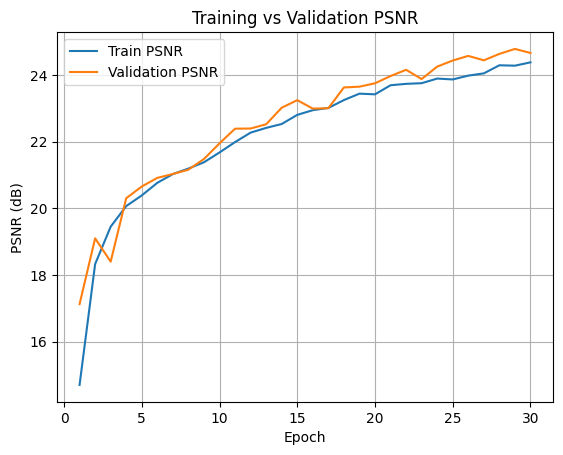 Training vs Validation PSNR
Train PSNR
Validation PSNR
24
22
20
18
16
PSNR (dB)
0 5 10 15 20 25 30
Epoch